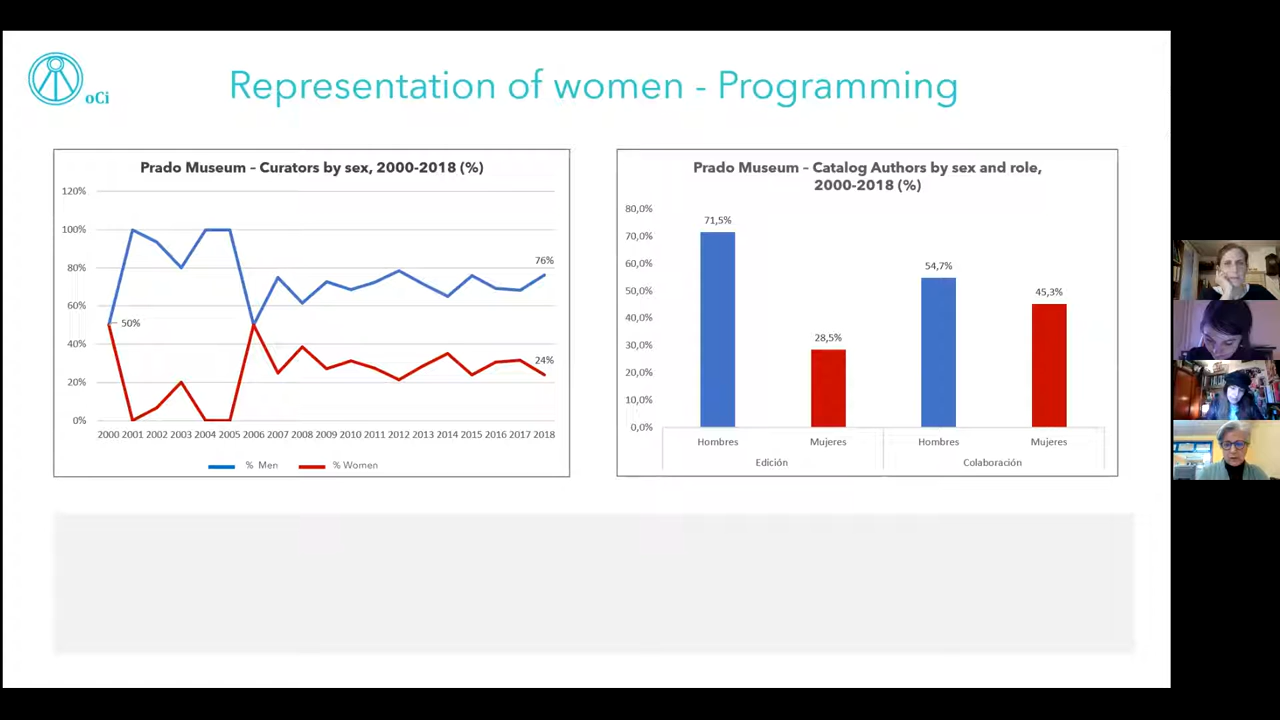 oCi
Representation of women - Programming
Prado Museum – Curators by sex, 2000-2018 (%)
120%
100%
80%
60%
40%
20%
0%
50%
76%
24%
2000 2001 2002 2003 2004 2005 2006 2007 2008 2009 2010 2011 2012 2013 2014 2015 2016 2017 2018
% Men
% Women
Prado Museum – Catalog Authors by sex and role,
2000-2018 (%)
80,0%
70,0%
60,0%
50,0%
40,0%
30,0%
20,0%
10,0%
0,0%
71,5%
28,5%
54,7%
45,3%
Hombres Mujeres Hombres Mujeres
Edición Colaboración